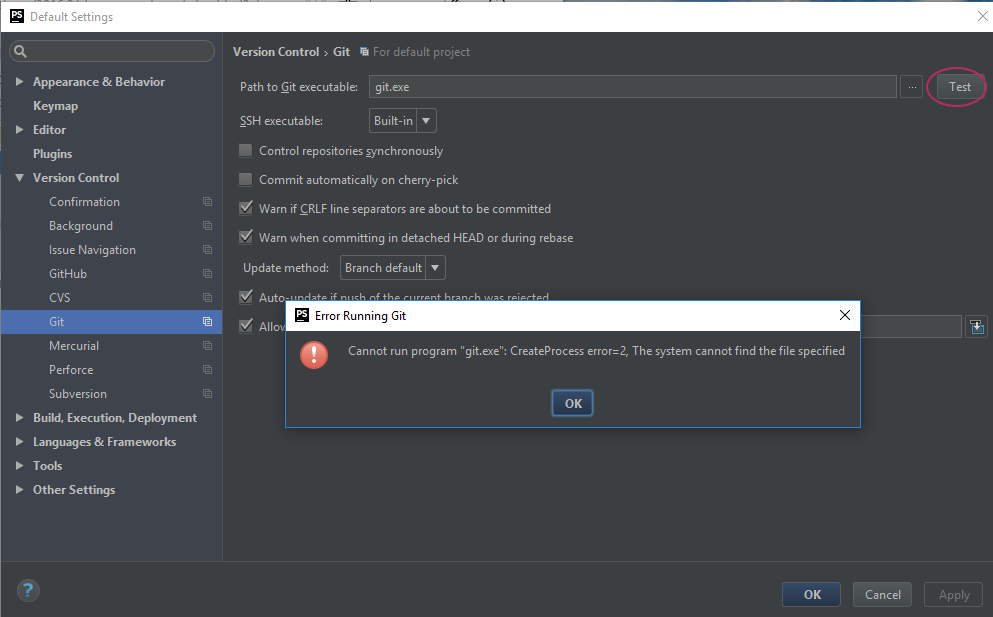 PS Default Settings
Appearance & Behavior
Keymap
Editor
Plugins
Version Control
Confirmation
Background
Issue Navigation
GitHub
CVS
Git
Mercurial
Perforce
Subversion
Build, Execution, Deployment
Languages & Frameworks
Tools
Other Settings
?
Version Control › Git For default project
Path to Git executable: git.exe ... Test
SSH executable: Built-in
Control repositories synchronously
Commit automatically on cherry-pick
Warn if CRLF line separators are about to be committed
Warn when committing in detached HEAD or during rebase
Update method: Branch default
Auto-update if push of the current branch was rejected
Allow
PS Error Running Git
Cannot run program "git.exe": CreateProcess error=2, The system cannot find the file specified
OK
OK Cancel Apply